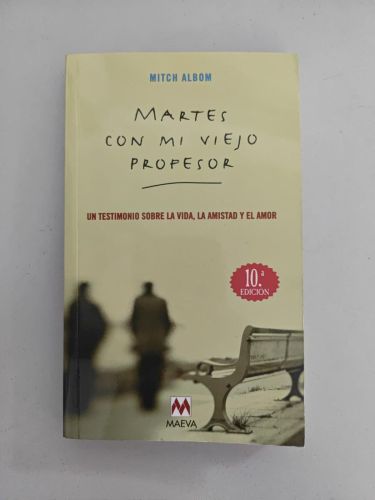 MITCH ALBOM
MARTES
CON MI VIEJO
PROFESOR
UN TESTIMONIO SOBRE LA VIDA, LA AMISTAD Y EL AMOR
10.ª
EDICIÓN
MAEVA